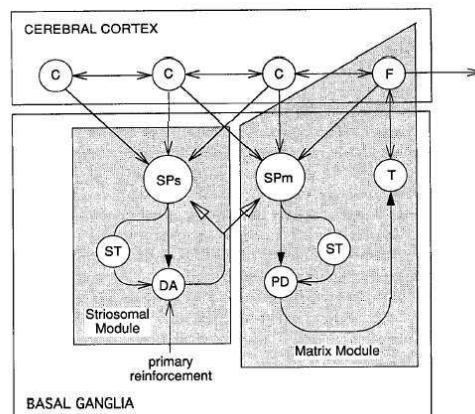 CEREBRAL CORTEX
C
C
C
F
SPs
SPm
T
ST
ST
DA
PD
Striosomal
Module
primary
reinforcement
Matrix Module
BASAL GANGLIA